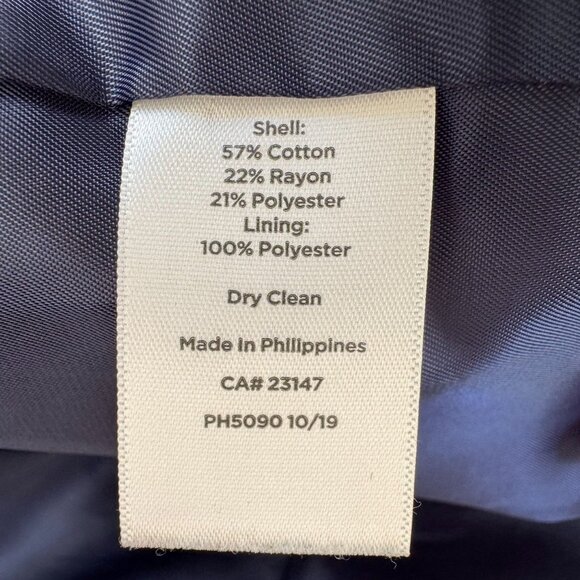 Shell:
57% Cotton
22% Rayon
21% Polyester
Lining:
100% Polyester
Dry Clean
Made In Philippines
CA# 23147
PH5090 10/19